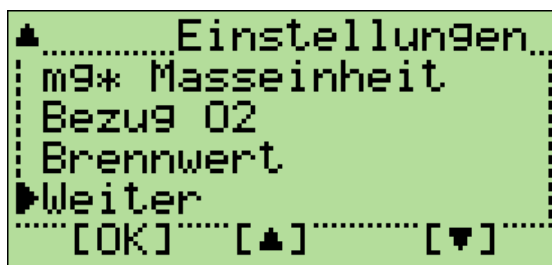 ▲ Einstellungen
mg* Masseinheit
Bezug O2
Brennwert
▶Weiter
[OK] [▲] [▼]